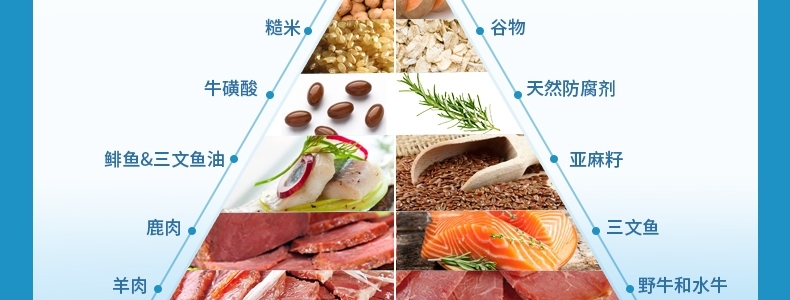 糙米
谷物
牛磺酸
天然防腐剂
鲱鱼&三文鱼油
亚麻籽
鹿肉
三文鱼
羊肉
野牛和水牛